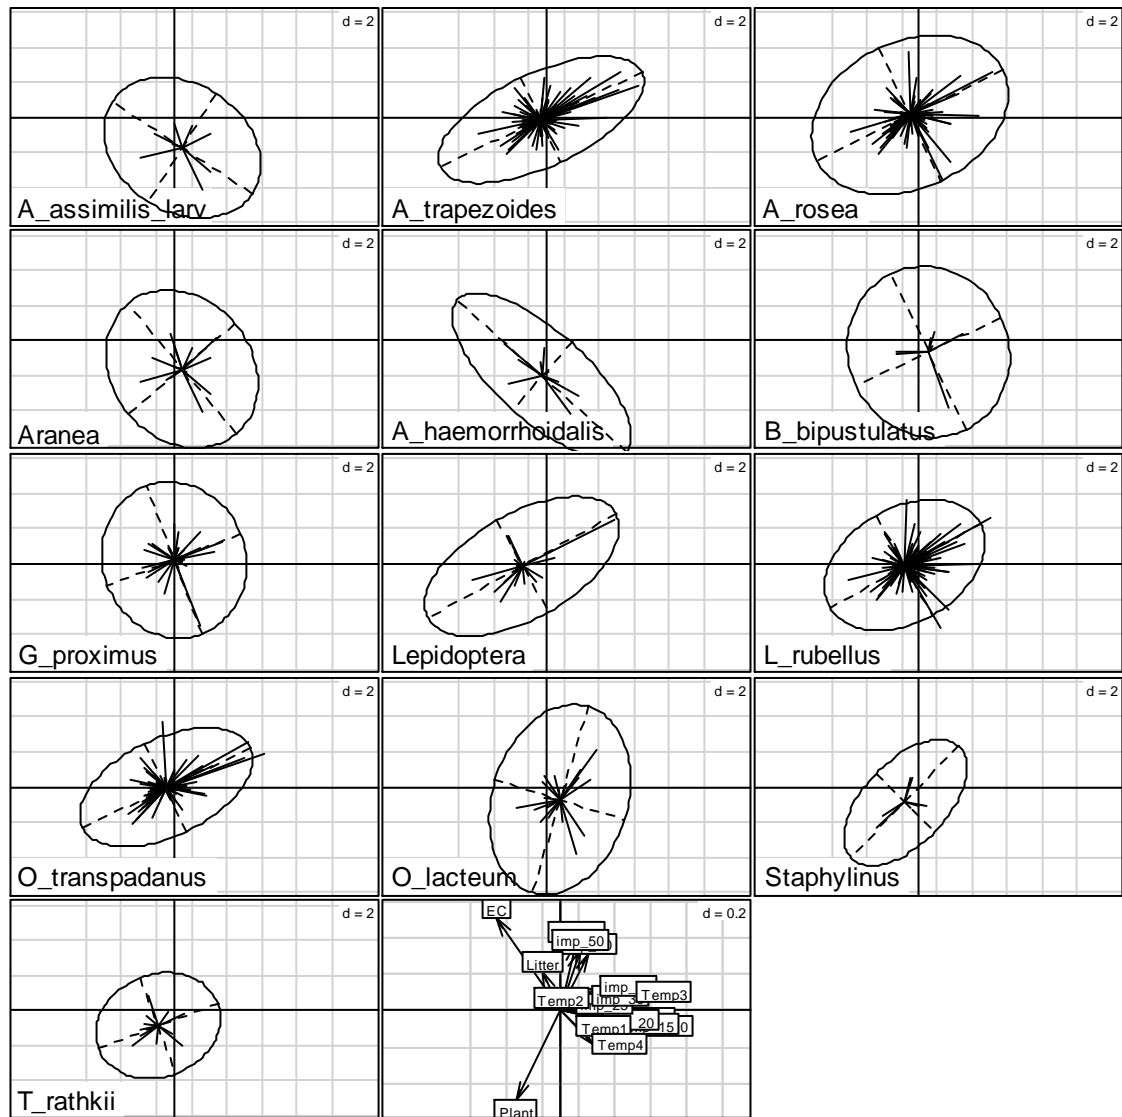 d = 2
A_assimilis_larv
d = 2
A_trapezoides
d = 2
A_rosea
d = 2
Aranea
d = 2
A_haemorrhoidalis
d = 2
B_bipustulatus
d = 2
G_proximus
d = 2
Lepidoptera
d = 2
L_rubellus
d = 2
O_transpadanus
d = 2
O_lacteum
d = 2
Staphylinus
d = 2
T_rathkii
d = 0.2
EC
imp_50
Litter
imp_
Temp3
Temp2
Temp1
20
15
0
Temp4
Plant